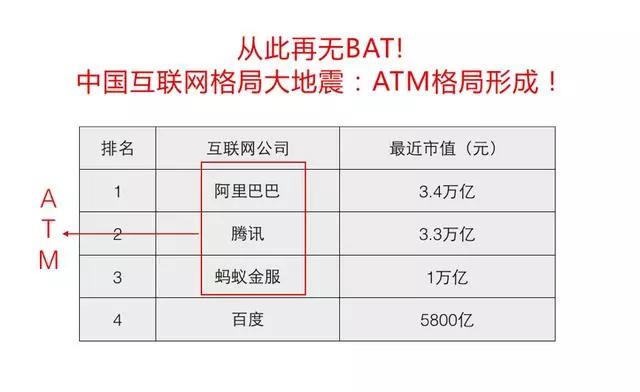 从此再无BAT!
中国互联网格局大地震：ATM格局形成！
排名 互联网公司 最近市值（元）
1 阿里巴巴 3.4万亿
2 腾讯 3.3万亿
3 蚂蚁金服 1万亿
4 百度 5800亿
A
T
M